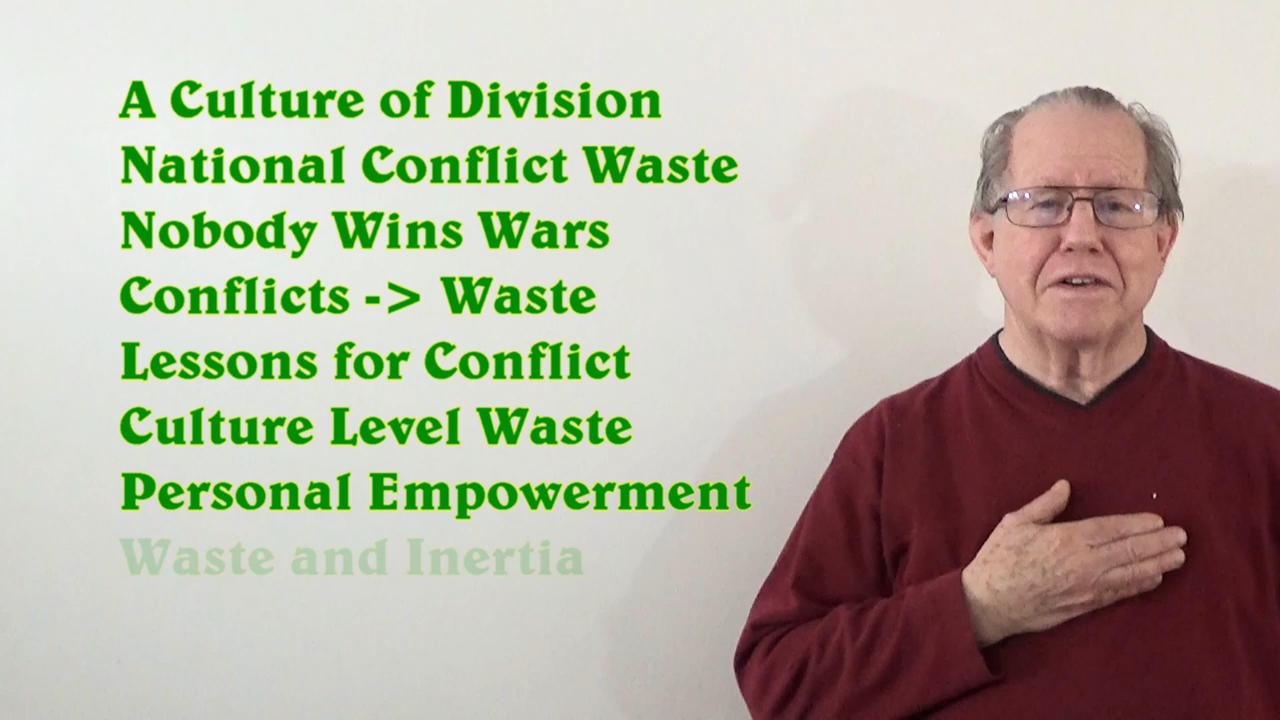 A Culture of Division
National Conflict Waste
Nobody Wins Wars
Conflicts -> Waste
Lessons for Conflict
Culture Level Waste
Personal Empowerment
Waste and Inertia